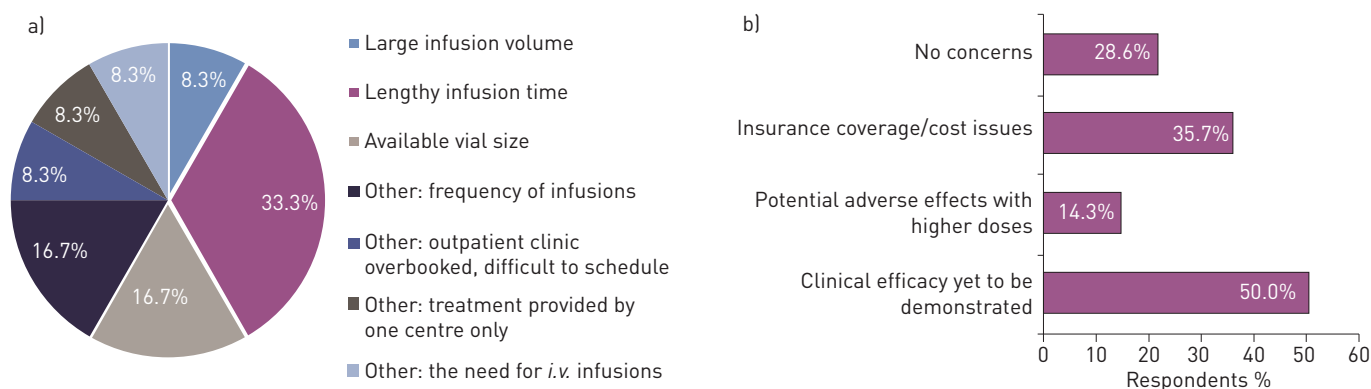 a)
8.3%
33.3%
16.7%
16.7%
8.3%
8.3%
8.3%
Large infusion volume
Lengthy infusion time
Available vial size
Other: frequency of infusions
Other: outpatient clinic
overbooked, difficult to schedule
Other: treatment provided by
one centre only
Other: the need for i.v. infusions
b)
No concerns
28.6%
Insurance coverage/cost issues
35.7%
Potential adverse effects with
higher doses
14.3%
Clinical efficacy yet to be
demonstrated
50.0%
0 10 20 30 40 50 60
Respondents %